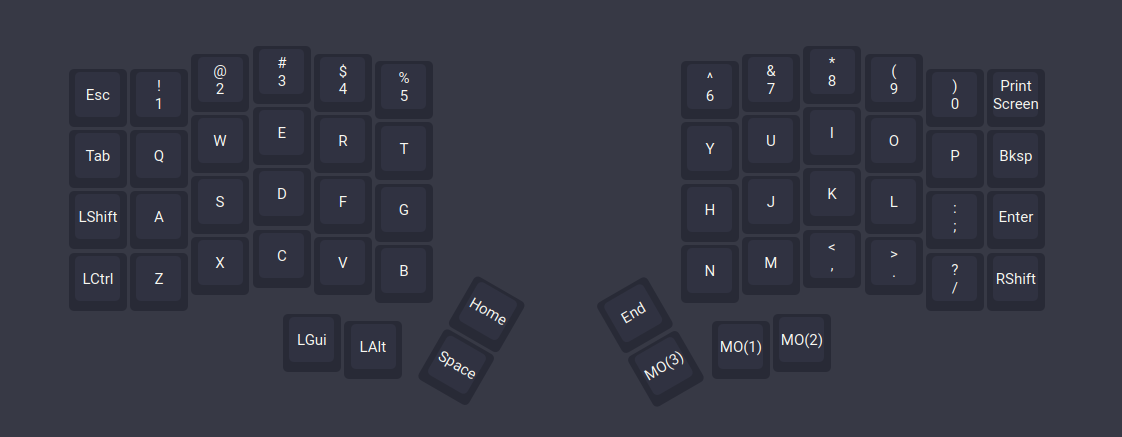 Esc
!
1
@
2
#
3
$
4
%
5
^
6
&
7
*
8
(
9
)
0
Print
Screen
Tab
Q
W
E
R
T
Y
U
I
O
P
Bksp
LShift
A
S
D
F
G
H
J
K
L
:
;
Enter
LCtrl
Z
X
C
V
B
N
M
<
,
>
.
?
/
RShift
LGui
LAlt
Home
Space
End
MO(3)
MO(1)
MO(2)